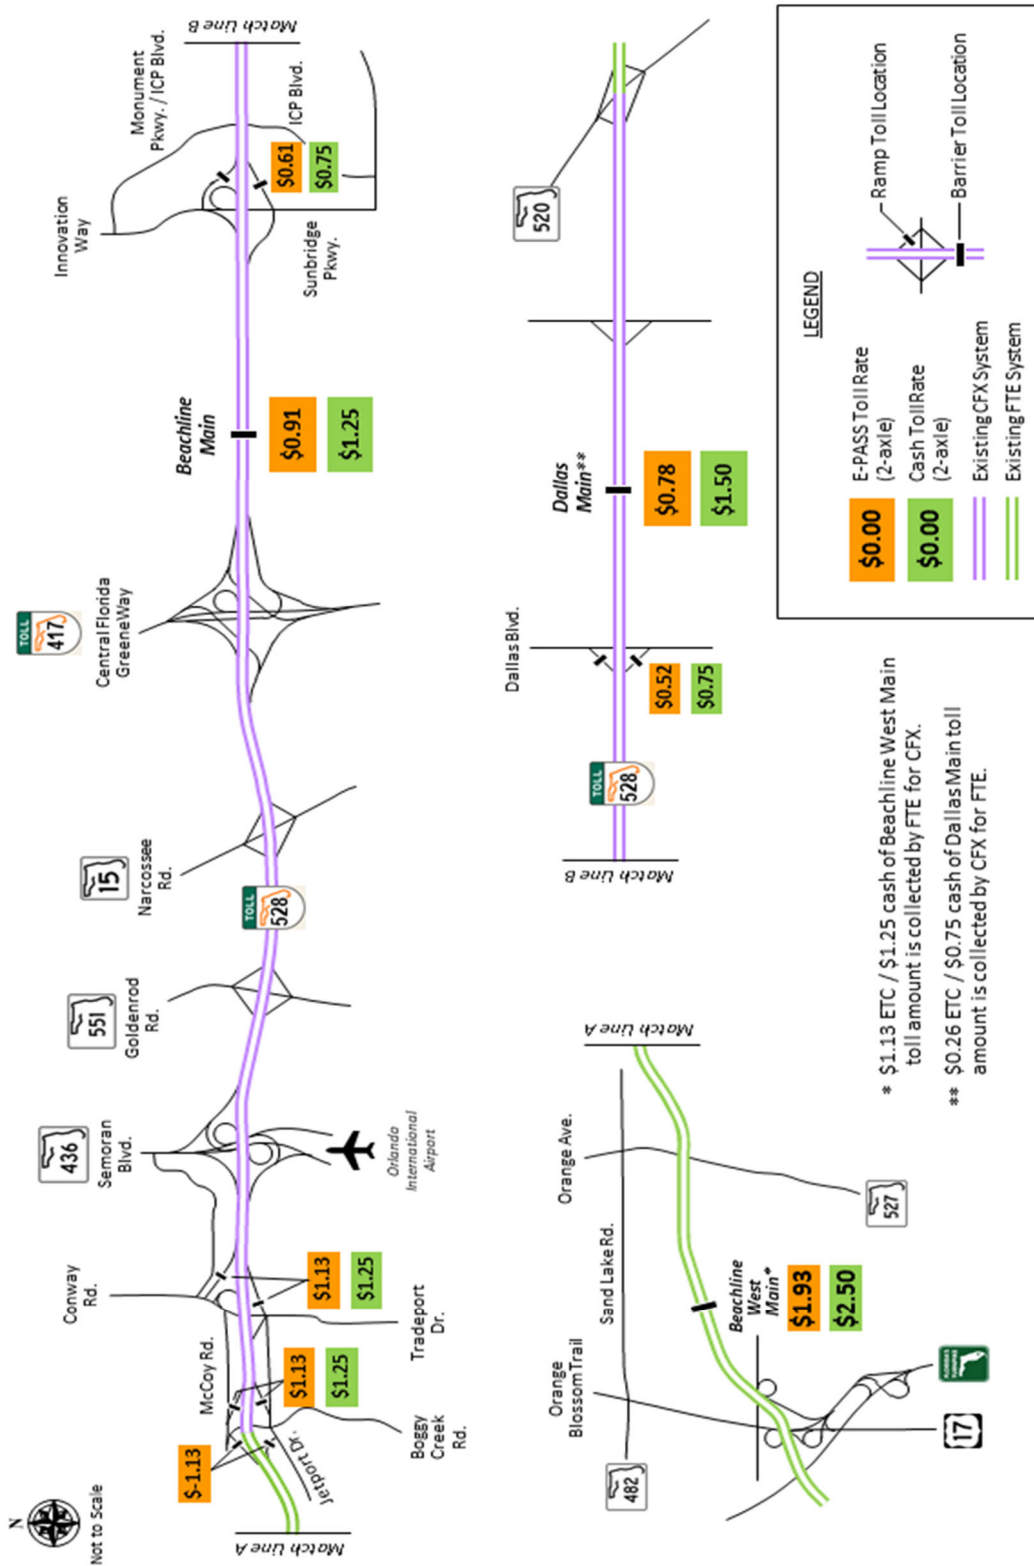 N
Not to Scale
Match Line A
$-1.13
Jetport Dr.
McCoy Rd.
$1.13
$1.25
Boggy
Creek
Rd.
Conway
Rd.
$1.13
$1.25
Tradeport
Dr.
436
Semoran
Blvd.
Orlando
International
Airport
551
Goldenrod
Rd.
TOLL
528
15
Narcossee
Rd.
TOLL
417
Central Florida
GreeneWay
Beachline
Main
$0.91
$1.25
Innovation
Way
Monument
Pkwy. / ICP Blvd.
Sunbridge
Pkwy.
$0.61
$0.75
ICP Blvd.
Match Line B
482
Orange
Blossom Trail
Sand Lake Rd.
Orange Ave.
Match Line A
Beachline
West
Main*
$1.93
$2.50
17
FLORIDA'S
TURNPIKE
527
Match Line B
TOLL
528
Dallas Blvd.
$0.52
$0.75
Dallas
Main**
$0.78
$1.50
520
* $1.13 ETC / $1.25 cash of Beachline West Main
toll amount is collected by FTE for CFX.
** $0.26 ETC / $0.75 cash of Dallas Main toll
amount is collected by CFX for FTE.
LEGEND
$0.00
E-PASS Toll Rate
(2-axle)
$0.00
Cash Toll Rate
(2-axle)
Existing CFX System
Existing FTE System
Ramp Toll Location
Barrier Toll Location